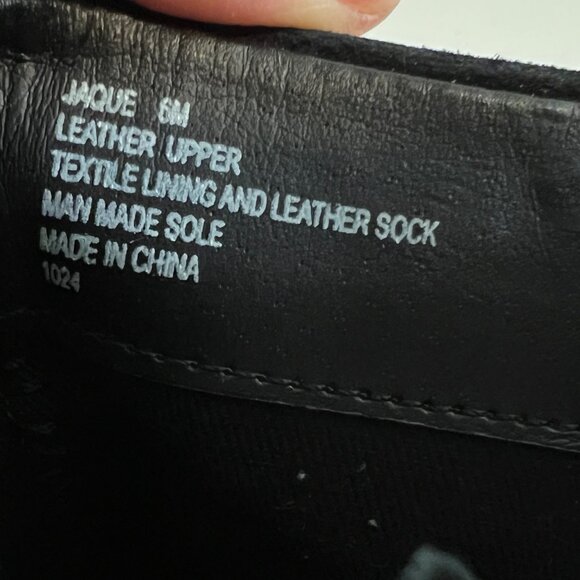 JAQUE 6M
LEATHER UPPER
TEXTILE LINING AND LEATHER SOCK
MAN MADE SOLE
MADE IN CHINA
1024